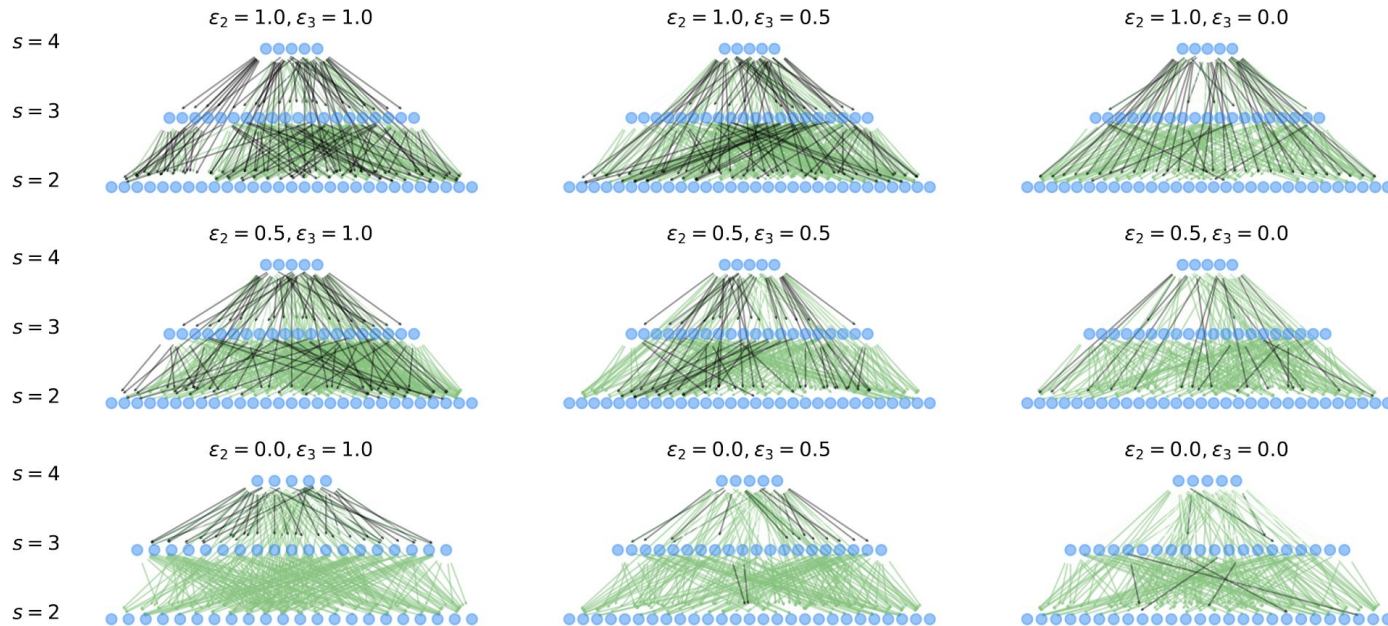 ε₂ = 1.0, ε₃ = 1.0
ε₂ = 1.0, ε₃ = 0.5
ε₂ = 1.0, ε₃ = 0.0
s = 4
s = 3
s = 2
ε₂ = 0.5, ε₃ = 1.0
ε₂ = 0.5, ε₃ = 0.5
ε₂ = 0.5, ε₃ = 0.0
s = 4
s = 3
s = 2
ε₂ = 0.0, ε₃ = 1.0
ε₂ = 0.0, ε₃ = 0.5
ε₂ = 0.0, ε₃ = 0.0
s = 4
s = 3
s = 2